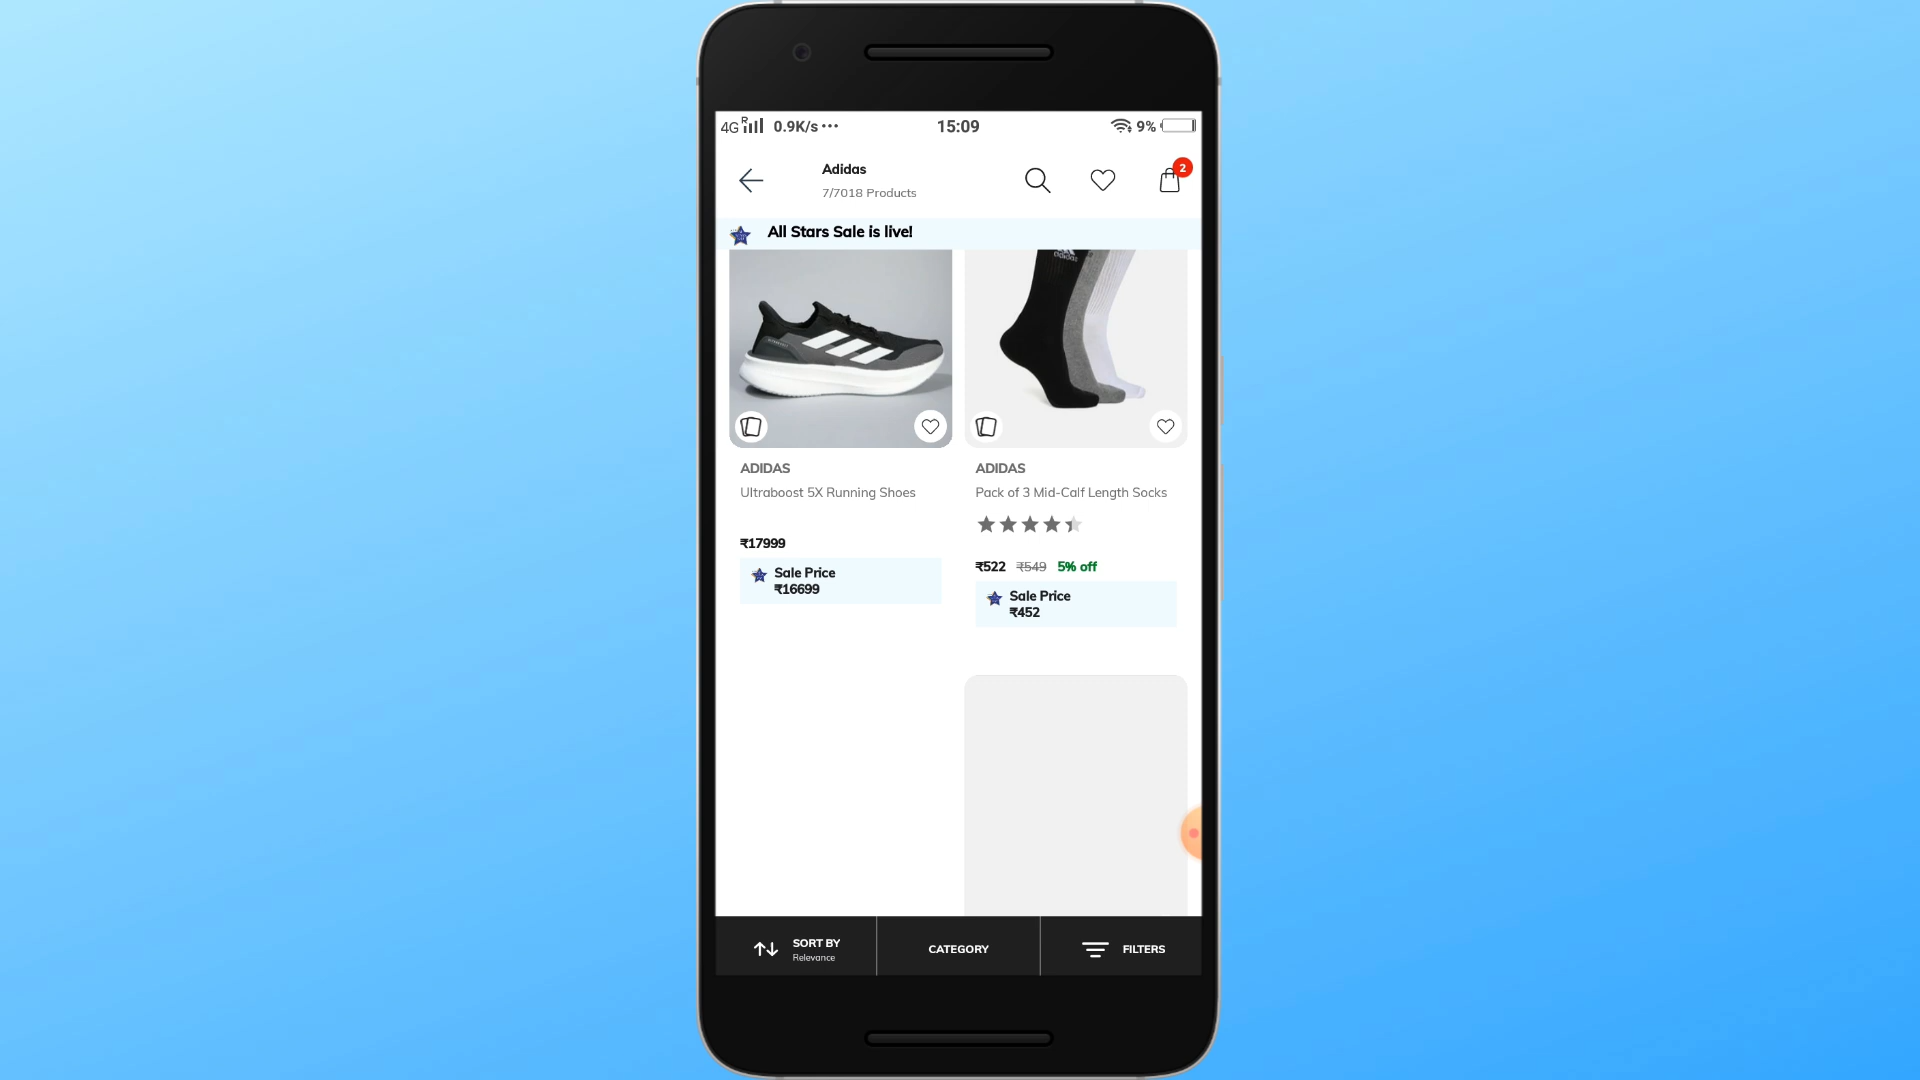 4G R 0.9K/s ... 15:09 9%
Adidas
7/7018 Products
2
All Stars Sale is live!
adidas
ADIDAS
Ultraboost 5X Running Shoes
₹17999
Sale Price
₹16699
ADIDAS
Pack of 3 Mid-Calf Length Socks
₹522 ₹549 5% off
Sale Price
₹452
SORT BY
Relevance
CATEGORY
FILTERS